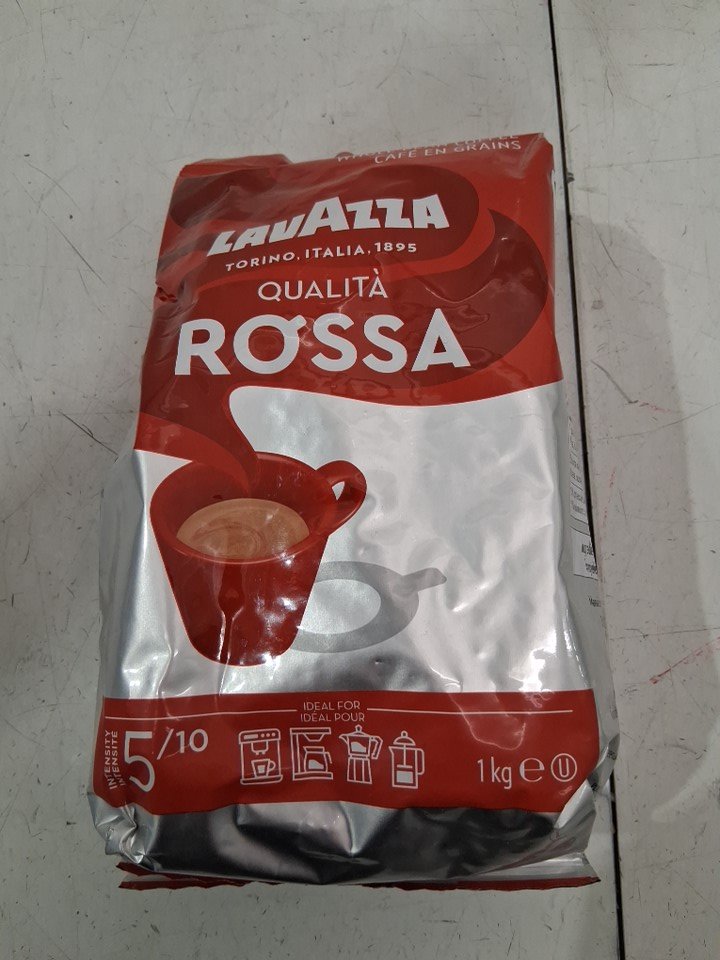 CAFÉ EN GRAINS
LAVAZZA
TORINO, ITALIA, 1895
QUALITÀ
ROSSA
IDEAL FOR
IDÉAL POUR
INTENSITY
INTENSITÉ
5/10
1kg e U